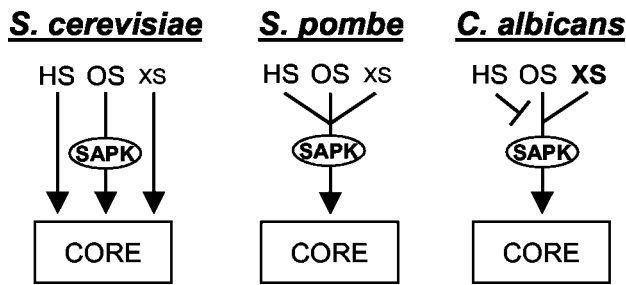 S. cerevisiae S. pombe C. albicans
HS OS XS HS OS XS HS OS XS
SAPK SAPK SAPK
CORE CORE CORE